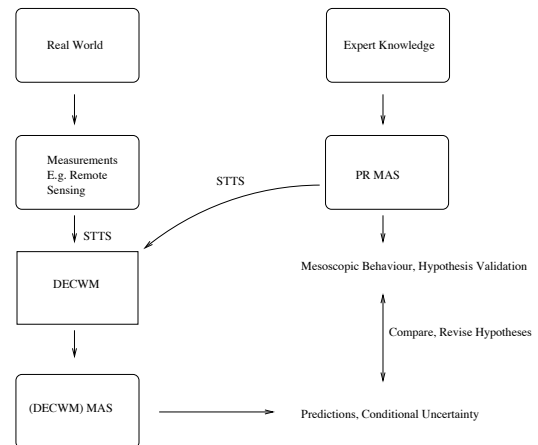 Real World
Expert Knowledge
Measurements
E.g. Remote
Sensing
STTS
PR MAS
STTS
DECWM
Mesoscopic Behaviour, Hypothesis Validation
Compare, Revise Hypotheses
(DECWM) MAS
Predictions, Conditional Uncertainty